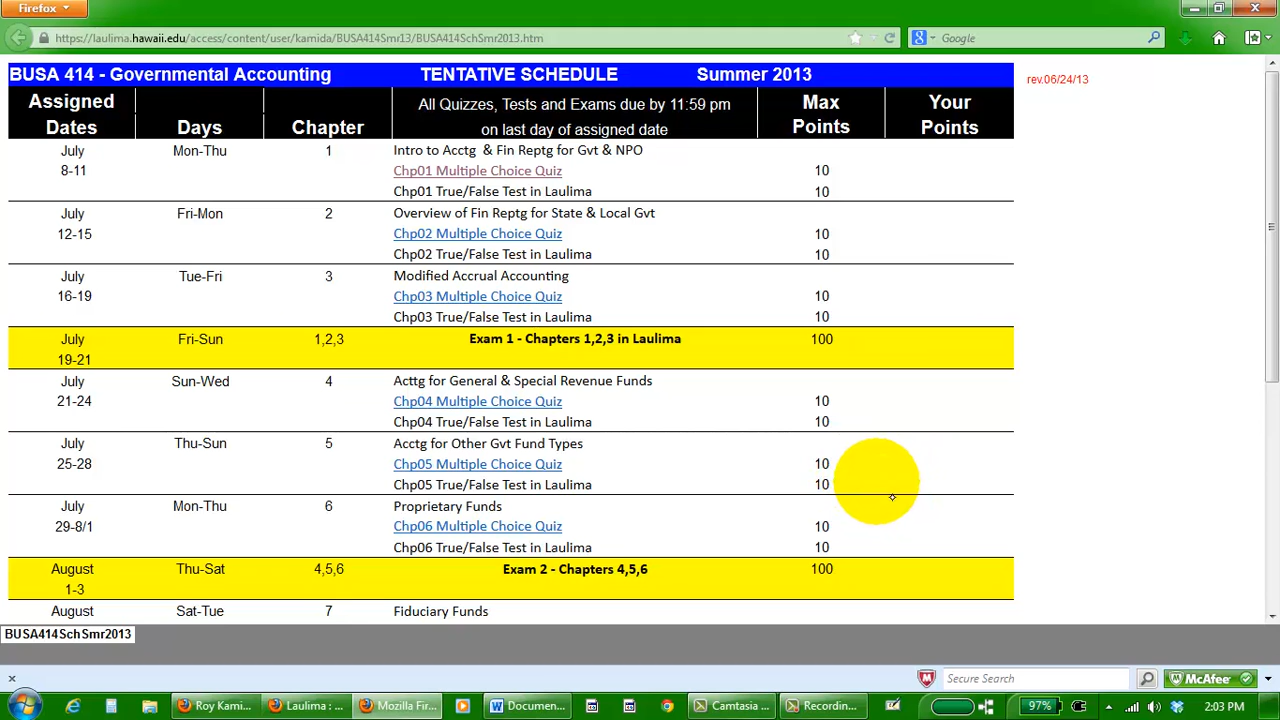 Firefox
https://laulima.hawaii.edu/access/content/user/kamida/BUSA414Smr13/BUSA414SchSmr2013.htm
Google
BUSA 414 - Governmental Accounting TENTATIVE SCHEDULE Summer 2013
rev.06/24/13
Assigned Dates Days Chapter All Quizzes, Tests and Exams due by 11:59 pm on last day of assigned date Max Points Your Points
July Mon-Thu 1 Intro to Acctg & Fin Reptg for Gvt & NPO
8-11 Chp01 Multiple Choice Quiz 10
Chp01 True/False Test in Laulima 10
July Fri-Mon 2 Overview of Fin Reptg for State & Local Gvt
12-15 Chp02 Multiple Choice Quiz 10
Chp02 True/False Test in Laulima 10
July Tue-Fri 3 Modified Accrual Accounting
16-19 Chp03 Multiple Choice Quiz 10
Chp03 True/False Test in Laulima 10
July Fri-Sun 1,2,3 Exam 1 - Chapters 1,2,3 in Laulima 100
19-21
July Sun-Wed 4 Acttg for General & Special Revenue Funds
21-24 Chp04 Multiple Choice Quiz 10
Chp04 True/False Test in Laulima 10
July Thu-Sun 5 Acctg for Other Gvt Fund Types
25-28 Chp05 Multiple Choice Quiz 10
Chp05 True/False Test in Laulima 10
July Mon-Thu 6 Proprietary Funds
29-8/1 Chp06 Multiple Choice Quiz 10
Chp06 True/False Test in Laulima 10
August Thu-Sat 4,5,6 Exam 2 - Chapters 4,5,6 100
1-3
August Sat-Tue 7 Fiduciary Funds
BUSA414SchSmr2013
Secure Search McAfee
Roy Kami... Laulima : ... Mozilla Fir... Documen... Camtasia ... Recordin... 97% 2:03 PM